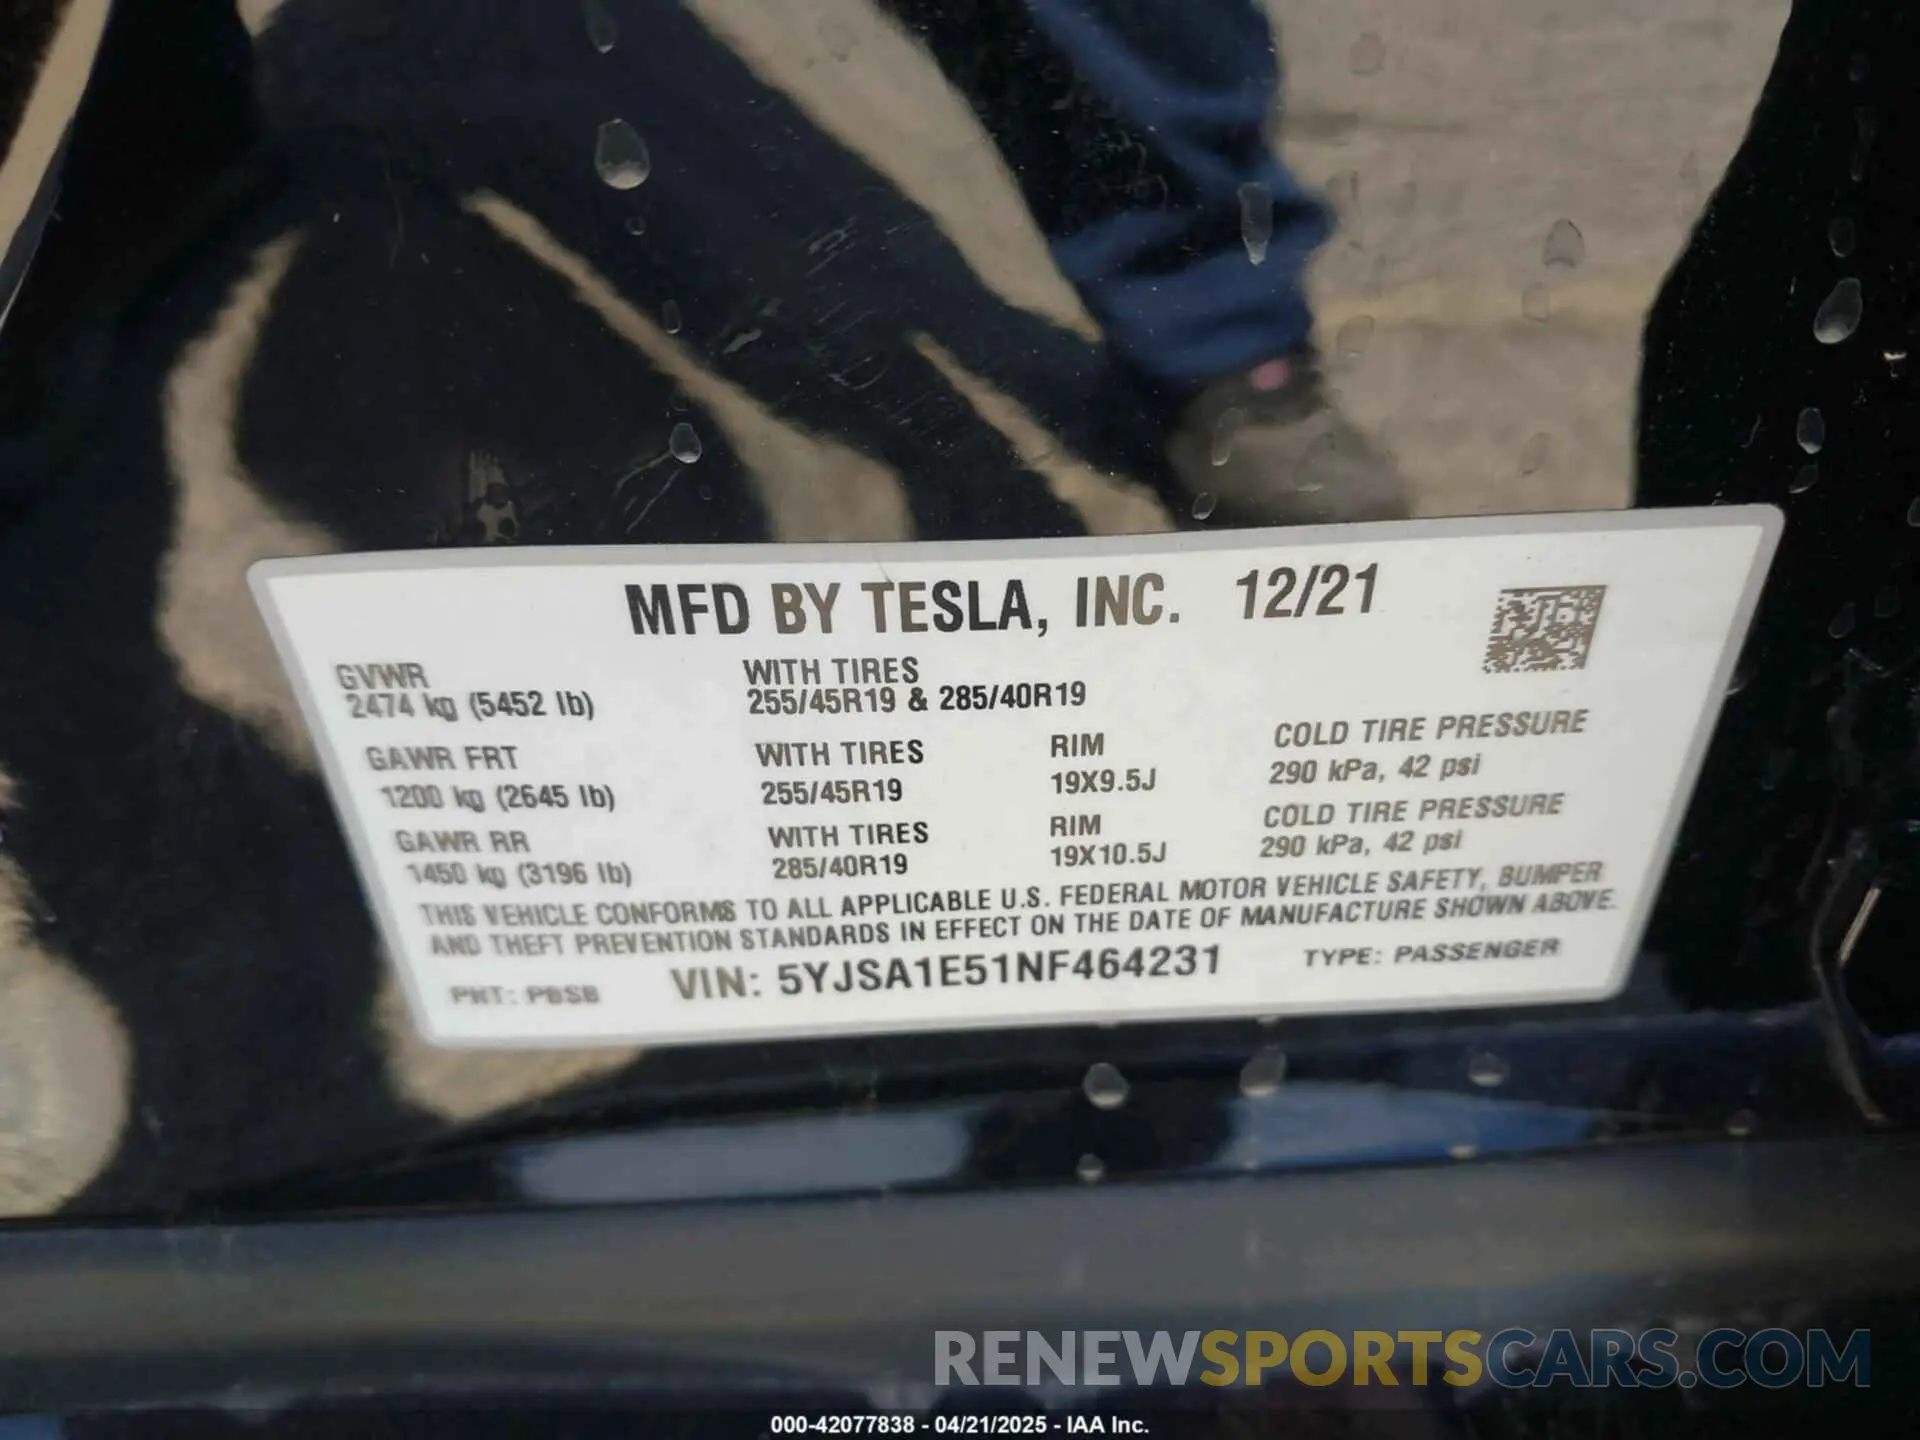 MFD BY TESLA, INC. 12/21
GVWR WITH TIRES
2474 kg (5452 lb) 255/45R19 & 285/40R19
GAWR FRT WITH TIRES RIM COLD TIRE PRESSURE
1200 kg (2645 lb) 255/45R19 19X9.5J 290 kPa, 42 psi
GAWR RR WITH TIRES RIM COLD TIRE PRESSURE
1450 kg (3196 lb) 285/40R19 19X10.5J 290 kPa, 42 psi
THIS VEHICLE CONFORMS TO ALL APPLICABLE U.S. FEDERAL MOTOR VEHICLE SAFETY, BUMPER
AND THEFT PREVENTION STANDARDS IN EFFECT ON THE DATE OF MANUFACTURE SHOWN ABOVE.
PNT: PBSB VIN: 5YJSA1E51NF464231 TYPE: PASSENGER
RENEWSPORTSCARS.COM
000-42077838 - 04/21/2025 - IAA Inc.